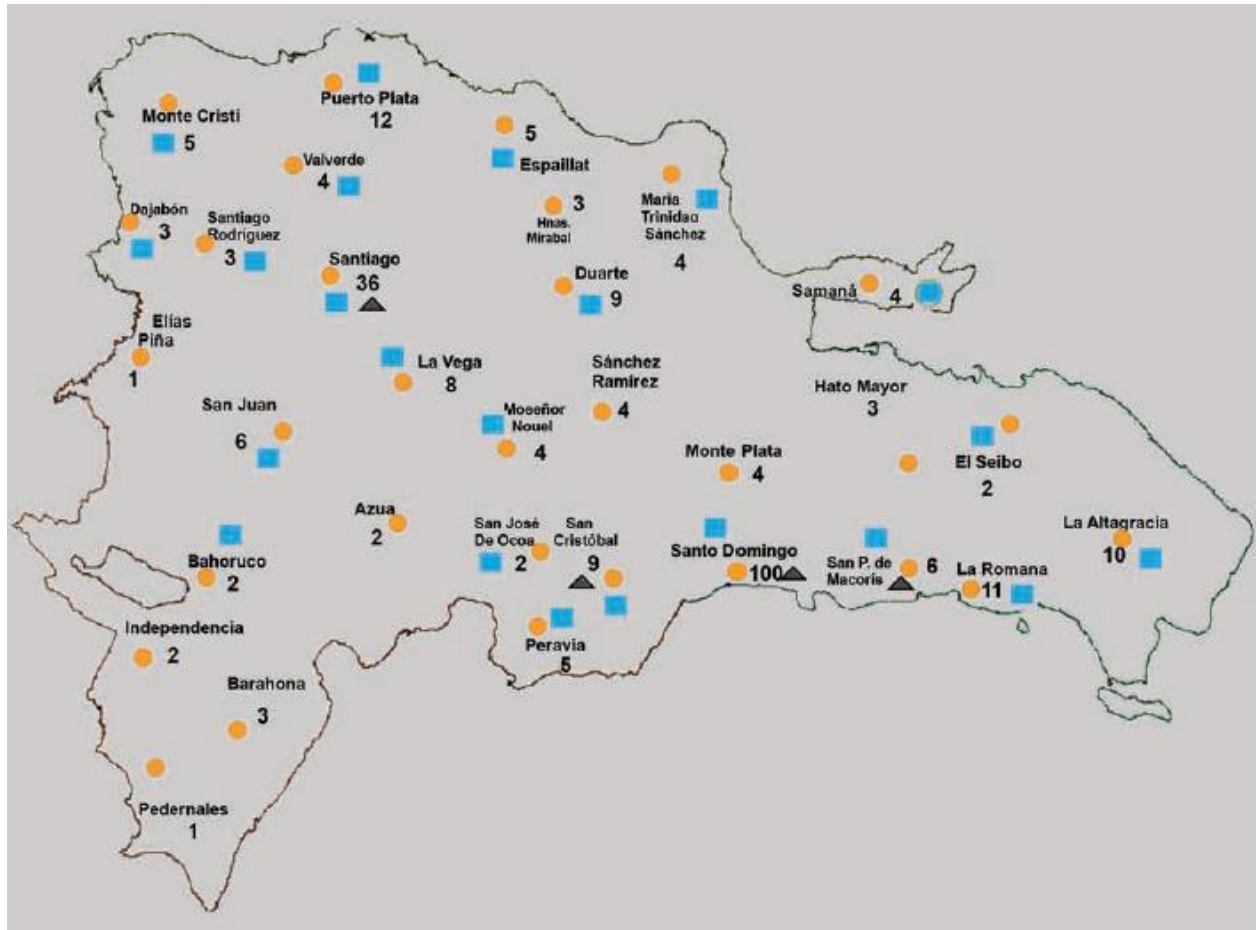 Puerto Plata
12
Monte Cristi
5
5
Espaillat
Valverde
4
Maria
Trinidao
Sánchez
4
3
Hnas.
Mirabal
Dajabón
3
Santiago
Rodríguez
3
Santiago
36
Duarte
9
Samaná
4
Elías
Piña
1
La Vega
8
Sánchez
Ramirez
4
Hato Mayor
3
San Juan
6
Moseñor
Nouel
4
Monte Plata
4
El Seibo
2
Azua
2
San José
De Ocoa
2
San
Cristóbal
9
Santo Domingo
100
San P. de
Macorís
6
La Romana
11
La Altagracia
10
Bahoruco
2
Peravia
5
Independencia
2
Barahona
3
Pedernales
1